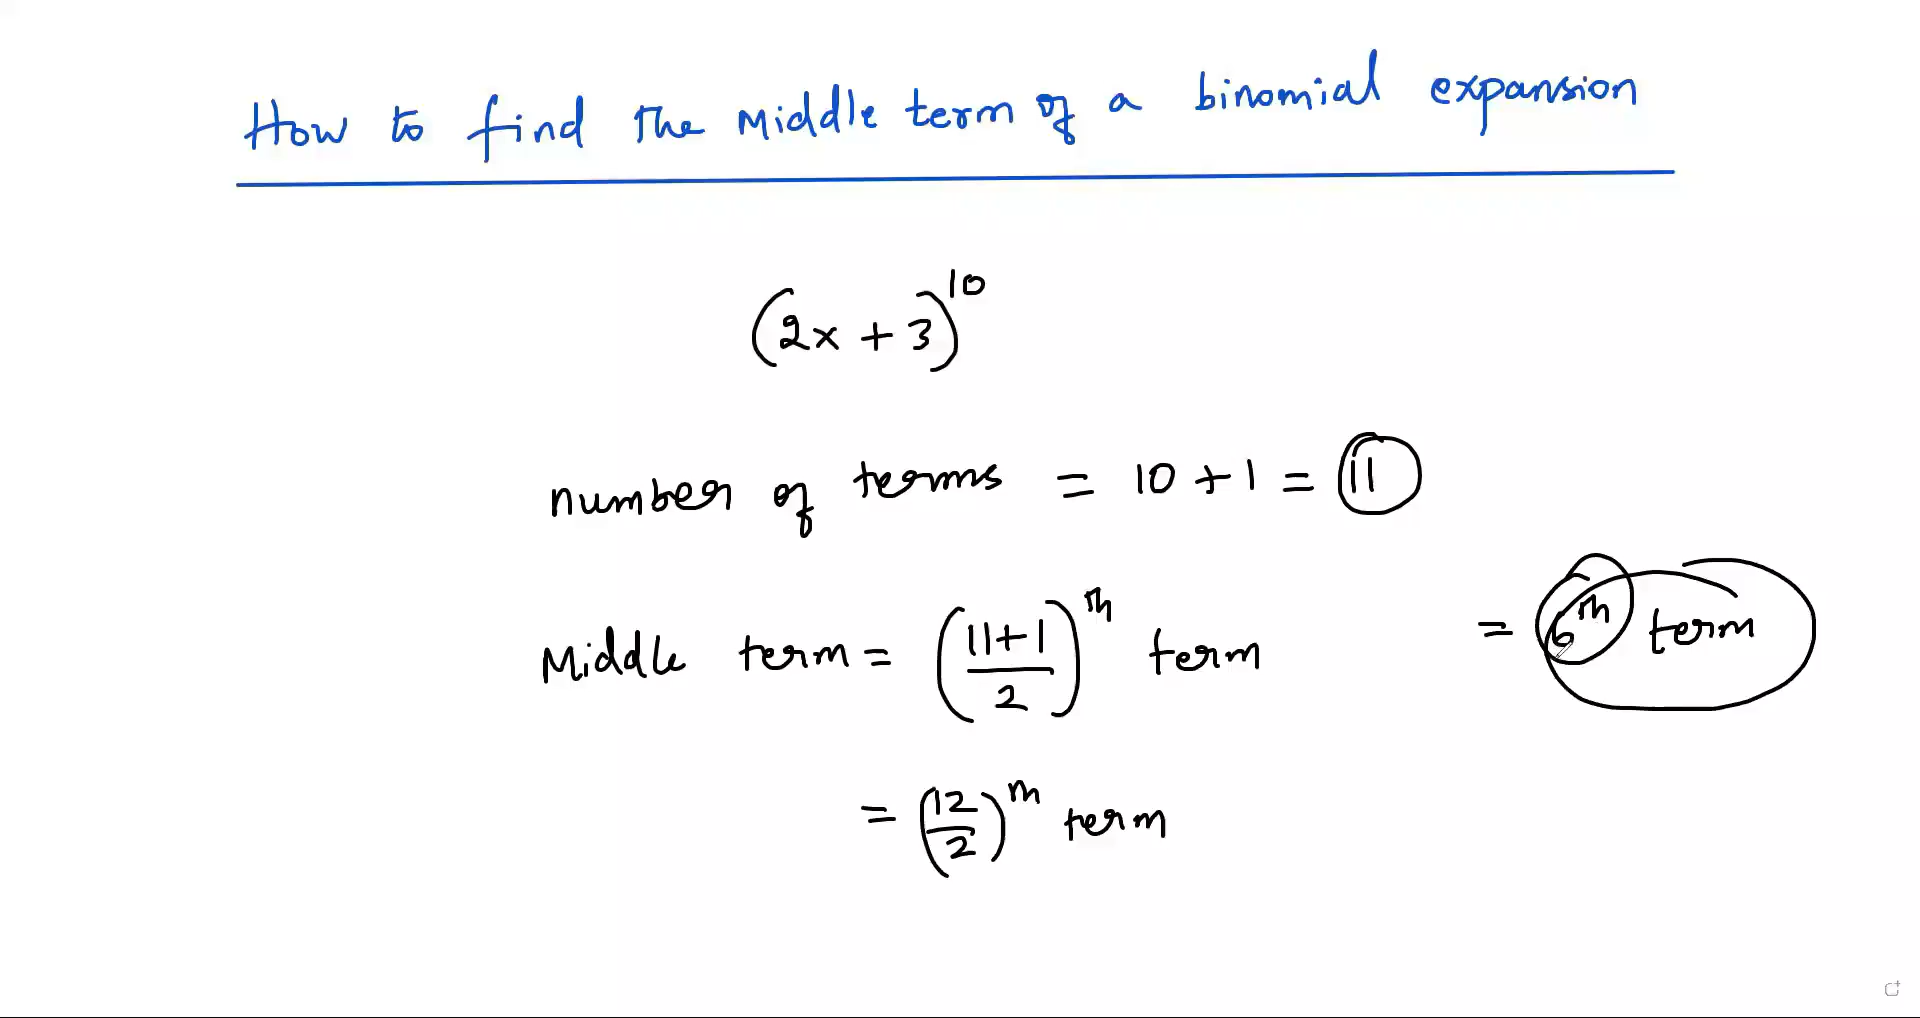 How to find the Middle term of a binomial expansion
(2x + 3)^10
number of terms = 10 + 1 = 11
Middle term = ((11+1)/2)^th term = 6^th term
= (12/2)^th term